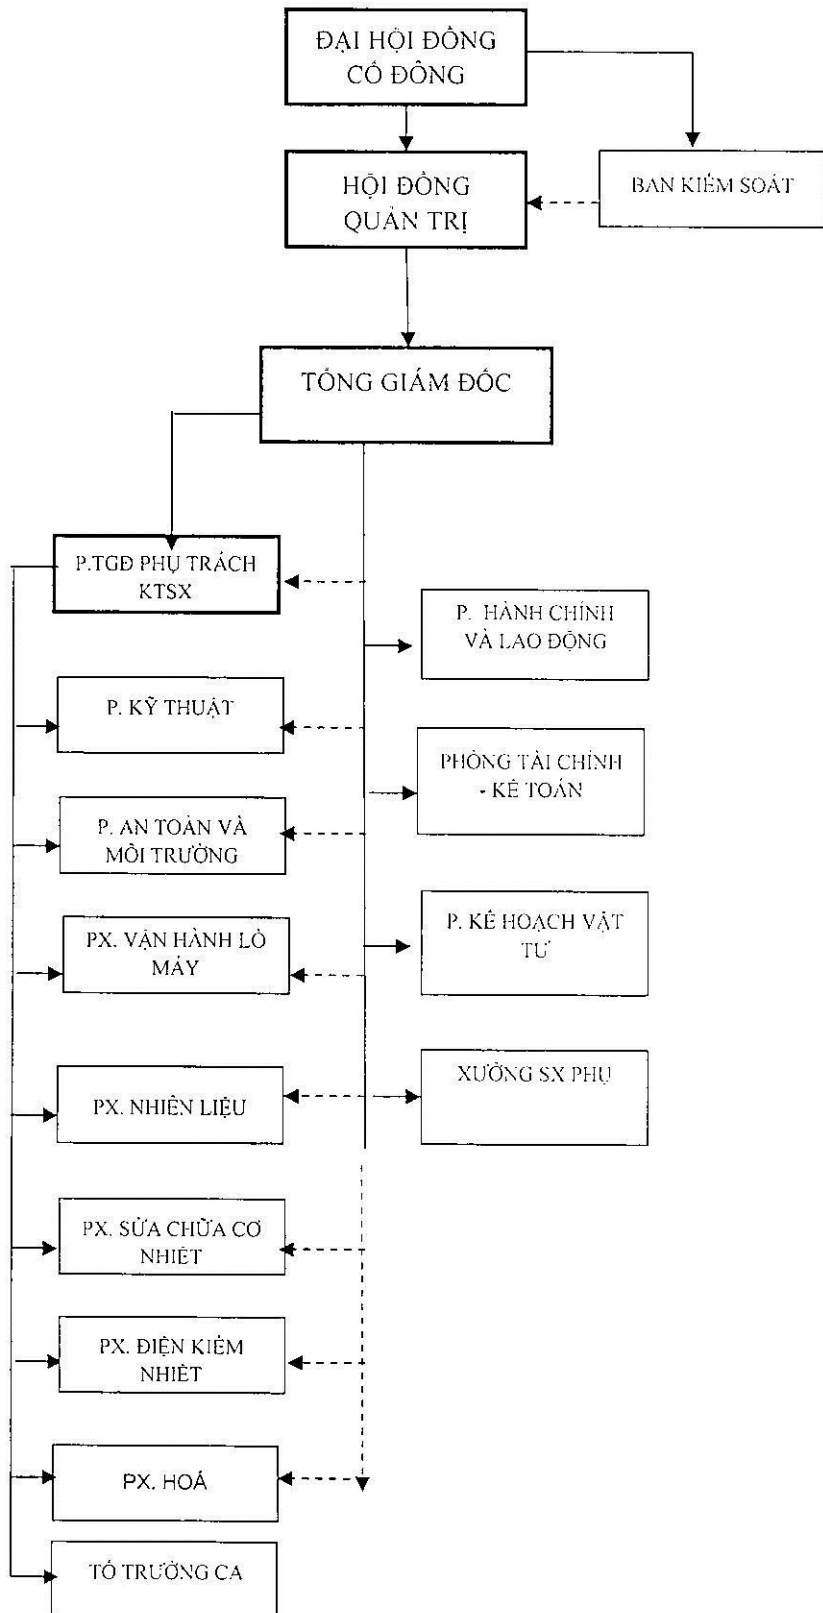 ĐẠI HỘI ĐỒNG
CỔ ĐÔNG
HỘI ĐỒNG
QUẢN TRỊ
BAN KIỂM SOÁT
TỔNG GIÁM ĐỐC
P.TGĐ PHỤ TRÁCH
KTSX
P. HÀNH CHÍNH
VÀ LAO ĐỘNG
P. KỸ THUẬT
PHÒNG TÀI CHÍNH
- KẾ TOÁN
P. AN TOÀN VÀ
MÔI TRƯỜNG
P. KẾ HOẠCH VẬT
TƯ
PX. VẬN HÀNH LÒ
MÁY
XƯỞNG SX PHỤ
PX. NHIÊN LIỆU
PX. SỬA CHỮA CƠ
NHIỆT
PX. ĐIỆN KIỂM
NHIỆT
PX. HOÁ
TỔ TRƯỞNG CA